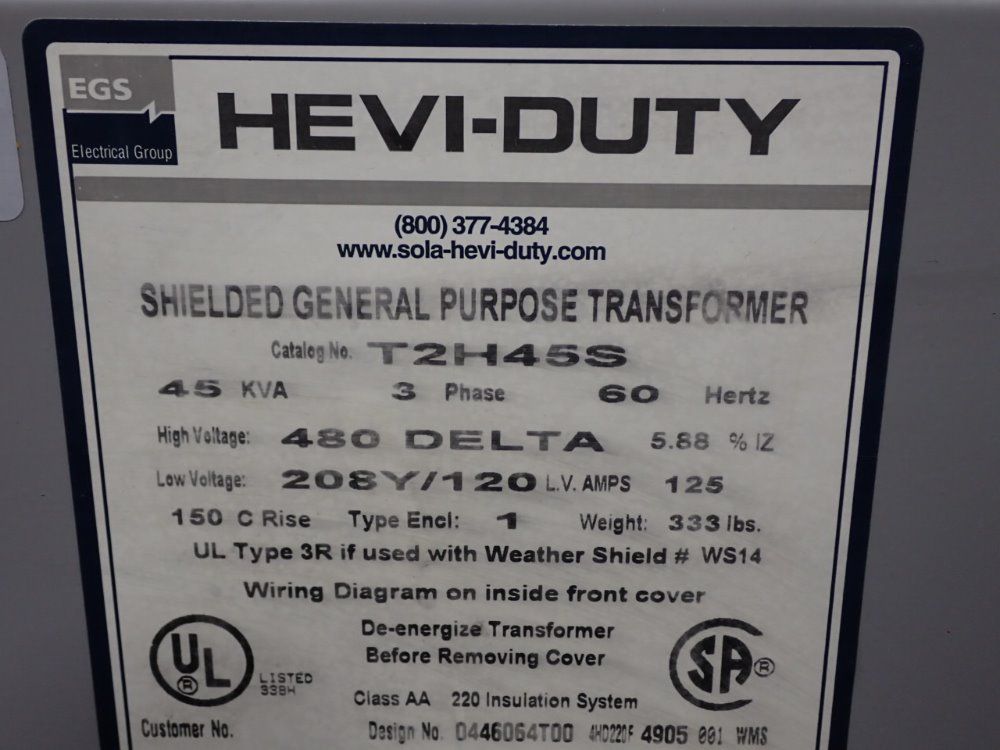 EGS
Electrical Group
HEVI-DUTY
(800) 377-4384
www.sola-hevi-duty.com
SHIELDED GENERAL PURPOSE TRANSFORMER
Catalog No. T2H45S
45 KVA 3 Phase 60 Hertz
High Voltage: 480 DELTA 5.88 % IZ
Low Voltage: 208Y/120 L.V. AMPS 125
150 C Rise Type Encl: 1 Weight: 333 lbs.
UL Type 3R if used with Weather Shield # WS14
Wiring Diagram on inside front cover
De-energize Transformer
Before Removing Cover
UL ®
LISTED
33BH
SA ®
Class AA 220 Insulation System
Customer No. Design No. 0446064T00 4HD220F 4905 001 WMS